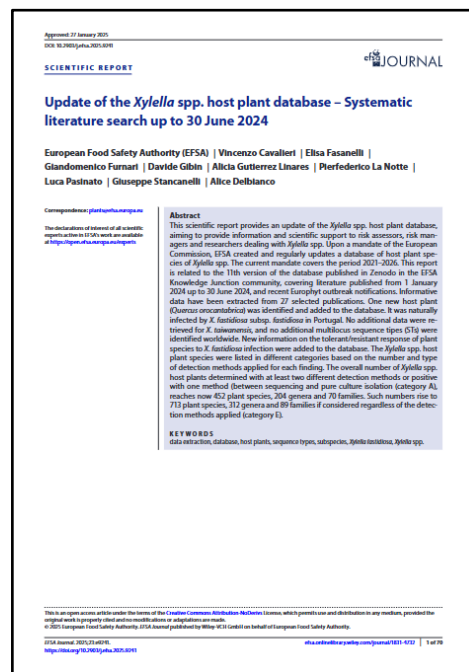 Approved: 27 January 2025
DOI: 10.2903/j.efsa.2025.9241
SCIENTIFIC REPORT
efsa JOURNAL
Update of the Xylella spp. host plant database – Systematic
literature search up to 30 June 2024
European Food Safety Authority (EFSA) | Vincenzo Cavalieri | Elisa Fasanelli |
Giandomenico Furnari | Davide Gibin | Alicia Gutierrez Linares | Pierfederico La Notte |
Luca Pasinato | Giuseppe Stancanelli | Alice Delbianco
Correspondence: plants@efsa.europa.eu
The declarations of interest of all scientific
experts active in EFSA's work are available
at https://open.efsa.europa.eu/experts
Abstract
This scientific report provides an update of the Xylella spp. host plant database,
aiming to provide information and scientific support to risk assessors, risk man-
agers and researchers dealing with Xylella spp. Upon a mandate of the European
Commission, EFSA created and regularly updates a database of host plant spe-
cies of Xylella spp. The current mandate covers the period 2021–2026. This report
is related to the 11th version of the database published in Zenodo in the EFSA
Knowledge Junction community, covering literature published from 1 January
2024 up to 30 June 2024, and recent Europhyt outbreak notifications. Informative
data have been extracted from 27 selected publications. One new host plant
(Quercus orocantabrica) was identified and added to the database. It was naturally
infected by X. fastidiosa subsp. fastidiosa in Portugal. No additional data were re-
trieved for X. taiwanensis, and no additional multilocus sequence tipes (STs) were
identified worldwide. New information on the tolerant/resistant response of plant
species to X. fastidiosa infection were added to the database. The Xylella spp. host
plant species were listed in different categories based on the number and type
of detection methods applied for each finding. The overall number of Xylella spp.
host plants determined with at least two different detection methods or positive
with one method (between sequencing and pure culture isolation) (category A),
reaches now 452 plant species, 204 genera and 70 families. Such numbers rise to
713 plant species, 312 genera and 89 families if considered regardless of the detec-
tion methods applied (category E).
KEYWORDS
data extraction, database, host plants, sequence types, subspecies, Xylella fastidiosa, Xylella spp.
This is an open access article under the terms of the Creative Commons Attribution-NoDerivs License, which permits use and distribution in any medium, provided the
original work is properly cited and no modifications or adaptations are made.
© 2025 European Food Safety Authority. EFSA Journal published by Wiley-VCH GmbH on behalf of European Food Safety Authority.
EFSA Journal. 2025;23:e9241.
https://doi.org/10.2903/j.efsa.2025.9241
efsa.onlinelibrary.wiley.com/journal/1831-4732 | 1 of 78